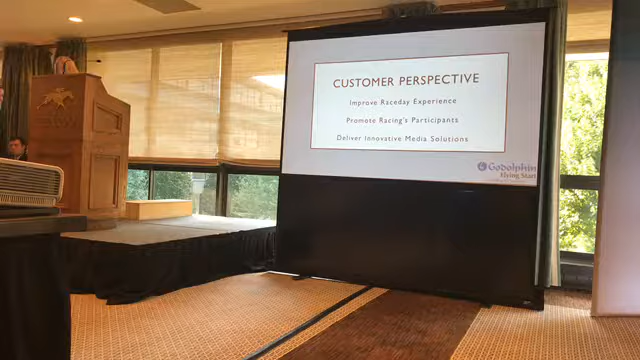 CUSTOMER PERSPECTIVE
Improve Raceday Experience
Promote Racing's Participants
Deliver Innovative Media Solutions
Godolphin
Flying Start